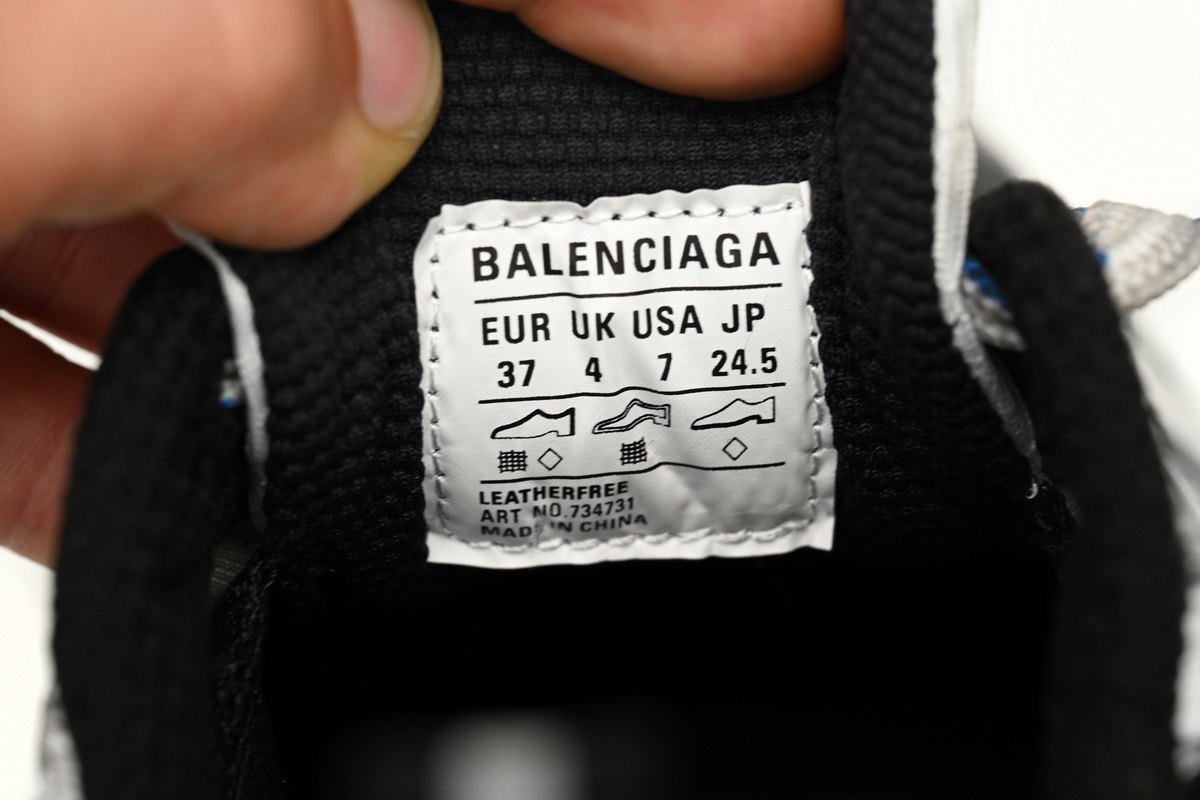 BALENCIAGA
EUR UK USA JP
37 4 7 24.5
LEATHERFREE
ART NO.734731
MADE IN CHINA